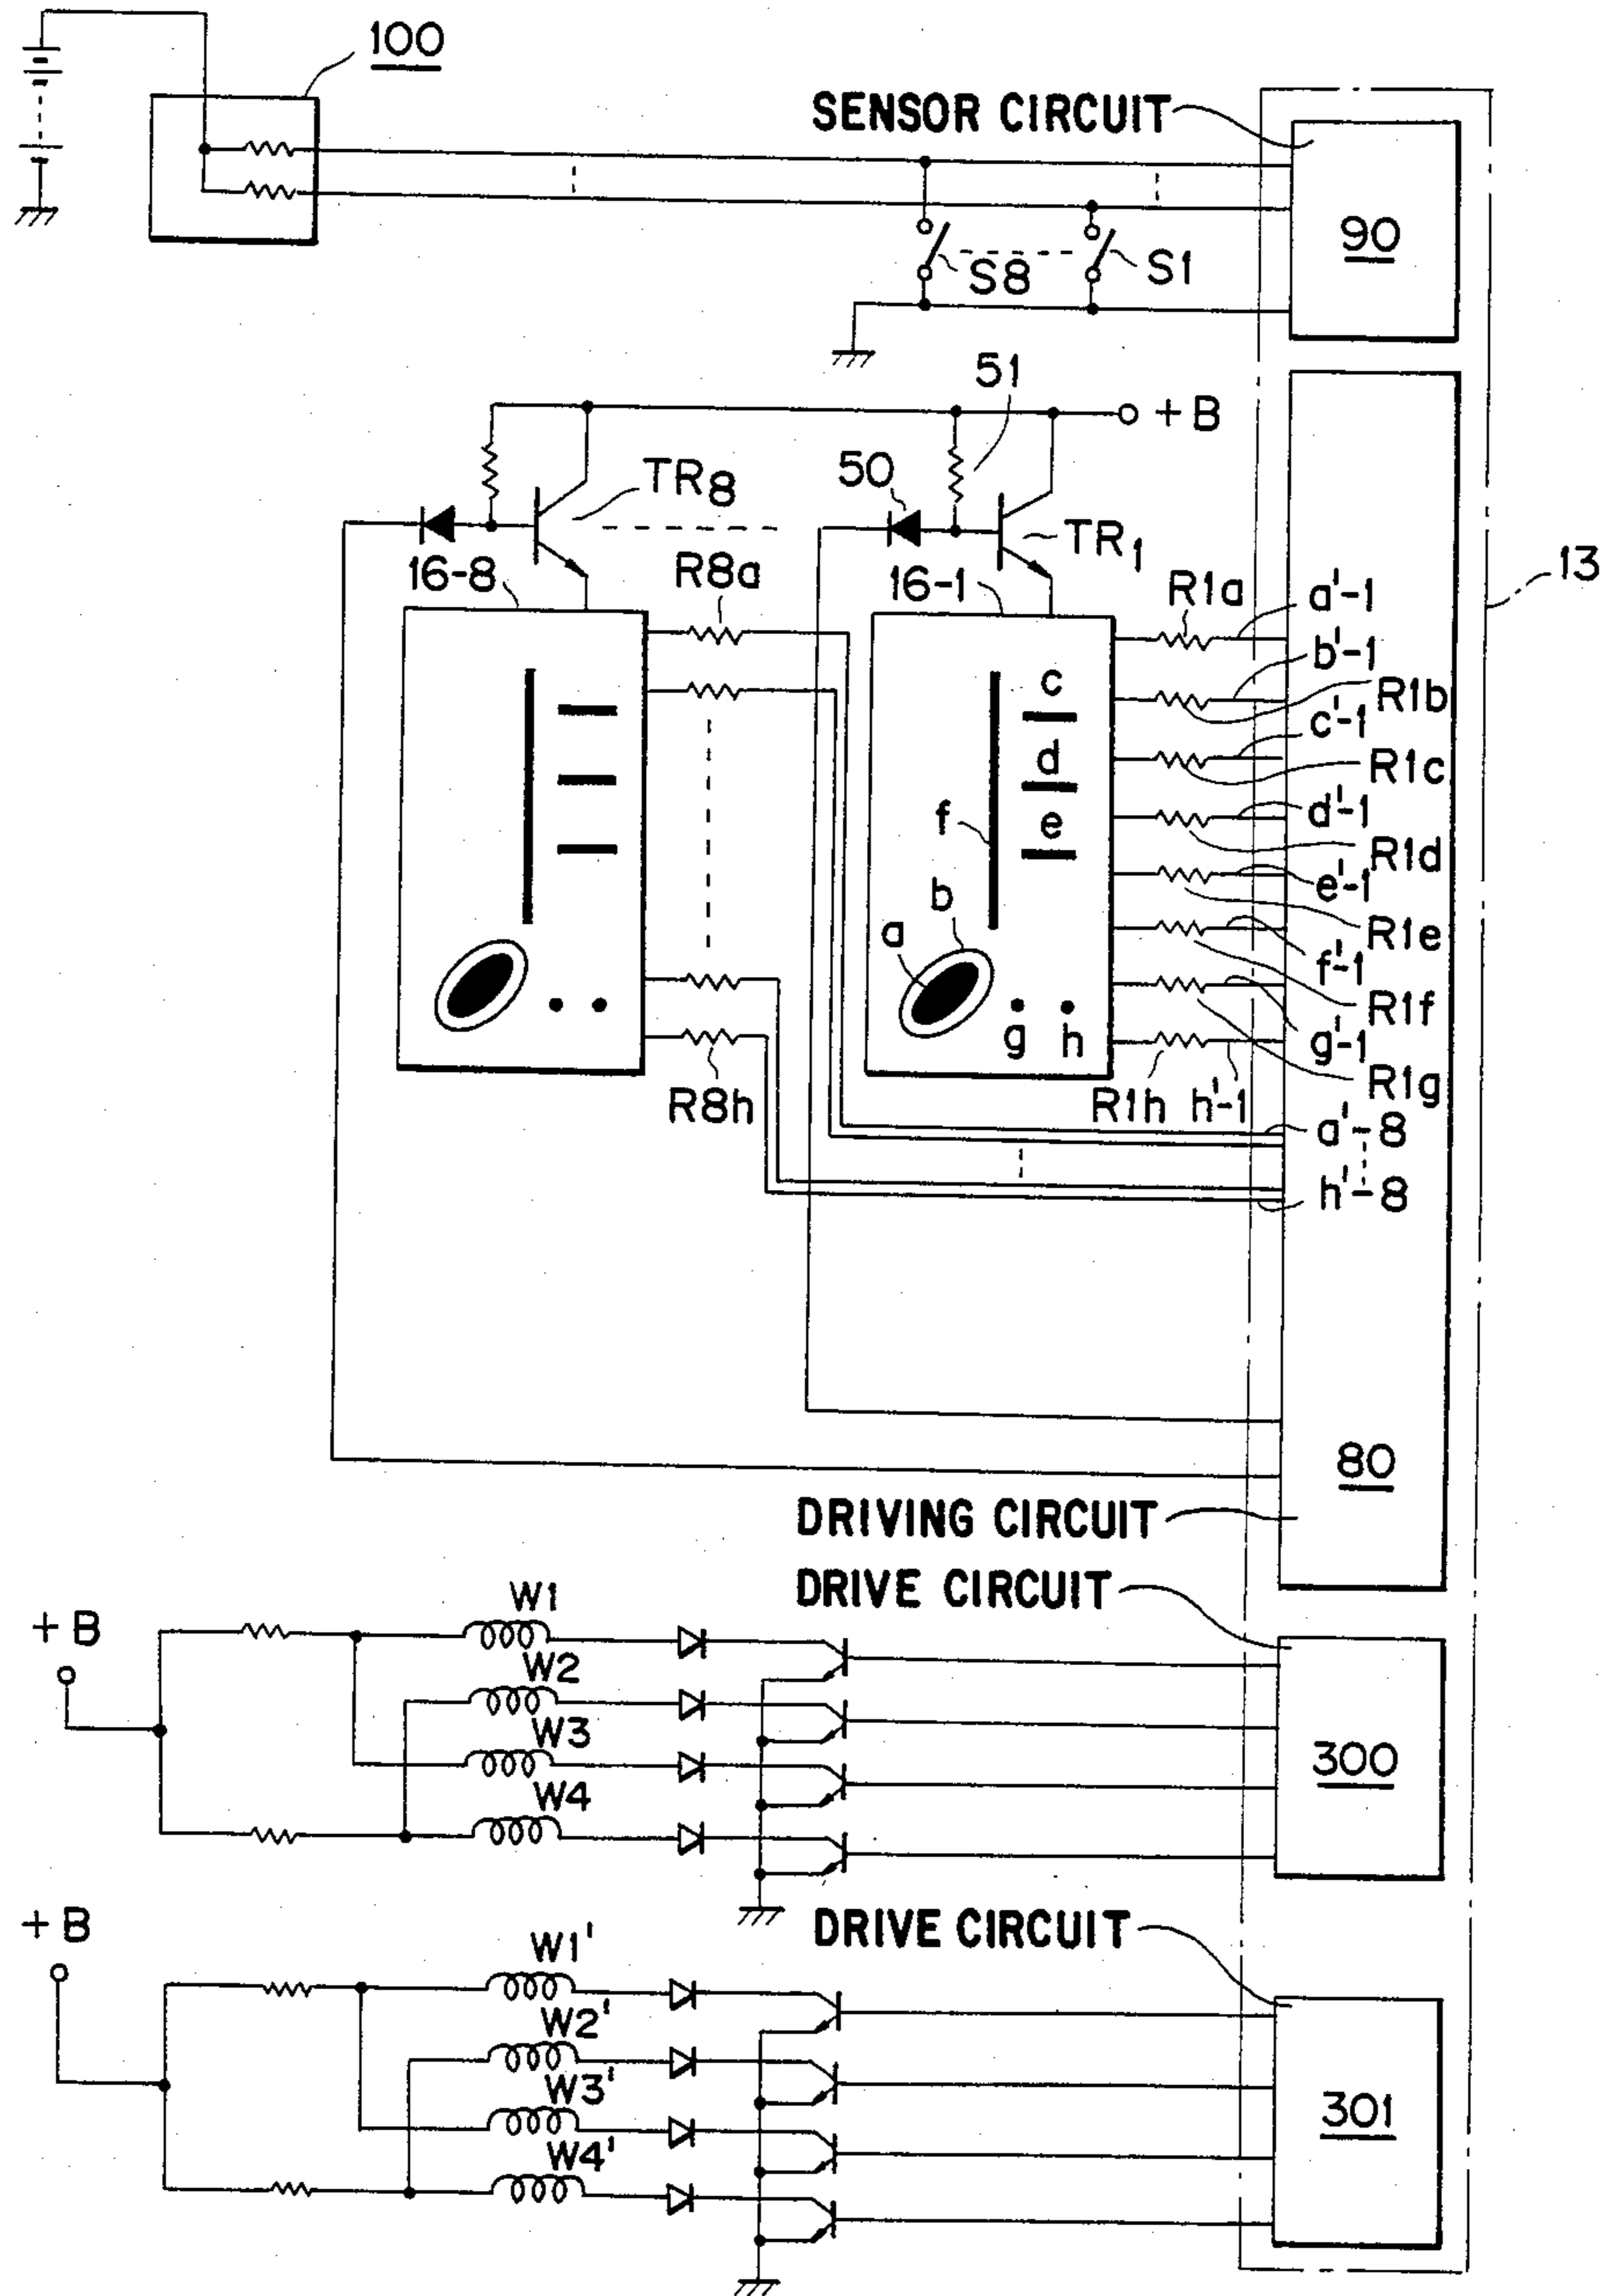 100
SENSOR CIRCUIT
90
S8
S1
51
+B
50
TR8
TR1
13
16-8
R8a
16-1
R1a
a'-1
b'-1
R1b
c'-1
R1c
d'-1
R1d
e'-1
R1e
f'-1
R1f
g'-1
R1g
R1h
h'-1
c
d
e
f
b
a
g
h
R8h
a'-8
h'-8
80
DRIVING CIRCUIT
DRIVE CIRCUIT
+B
W1
W2
W3
W4
300
+B
DRIVE CIRCUIT
W1'
W2'
W3'
W4'
301